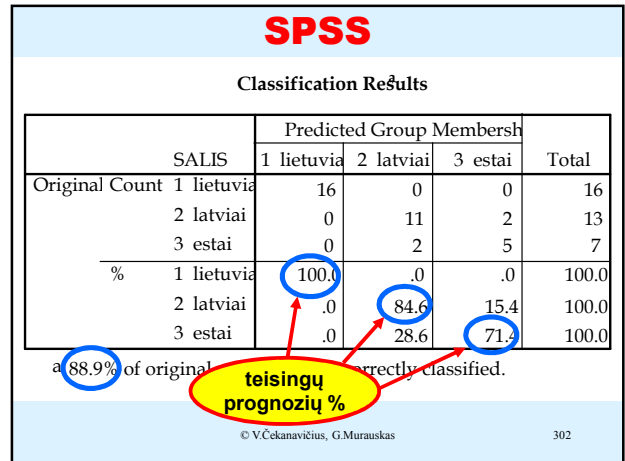 SPSS
Classification Results a
Predicted Group Membersh
SALIS 1 lietuvia 2 latviai 3 estai Total
Original Count 1 lietuvia 16 0 0 16
2 latviai 0 11 2 13
3 estai 0 2 5 7
% 1 lietuvia 100.0 .0 .0 100.0
2 latviai .0 84.6 15.4 100.0
3 estai .0 28.6 71.4 100.0
a 88.9% of original correctly classified.
teisingų
prognozių %
© V.Čekanavičius, G.Murauskas 302